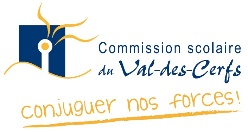 Commission scolaire
du Val-des-Cerfs
conjuguer nos forces!